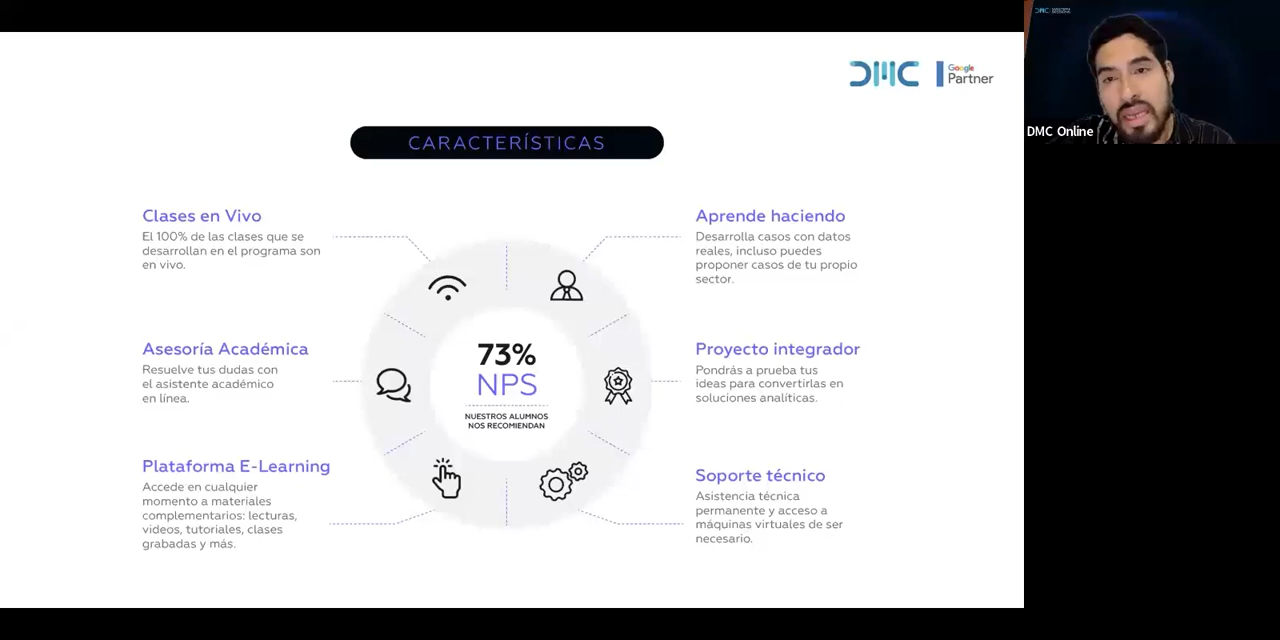 DMC
Google
Partner
DMC Online
CARACTERÍSTICAS
Clases en Vivo
El 100% de las clases que se
desarrollan en el programa son
en vivo.
Aprende haciendo
Desarrolla casos con datos
reales, incluso puedes
proponer casos de tu propio
sector.
Asesoría Académica
Resuelve tus dudas con
el asistente académico
en línea.
73%
NPS
NUESTROS ALUMNOS
NOS RECOMIENDAN
Proyecto integrador
Pondrás a prueba tus
ideas para convertirlas en
soluciones analíticas.
Plataforma E-Learning
Accede en cualquier
momento a materiales
complementarios: lecturas,
videos, tutoriales, clases
grabadas y más.
Soporte técnico
Asistencia técnica
permanente y acceso a
máquinas virtuales de ser
necesario.